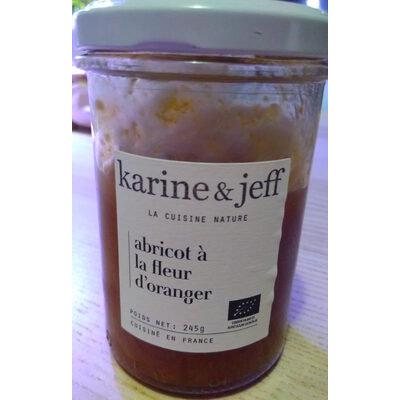 karine & jeff
LA CUISINE NATURE
abricot à
la fleur
d'oranger
POIDS NET: 245g
CUISINÉ EN FRANCE